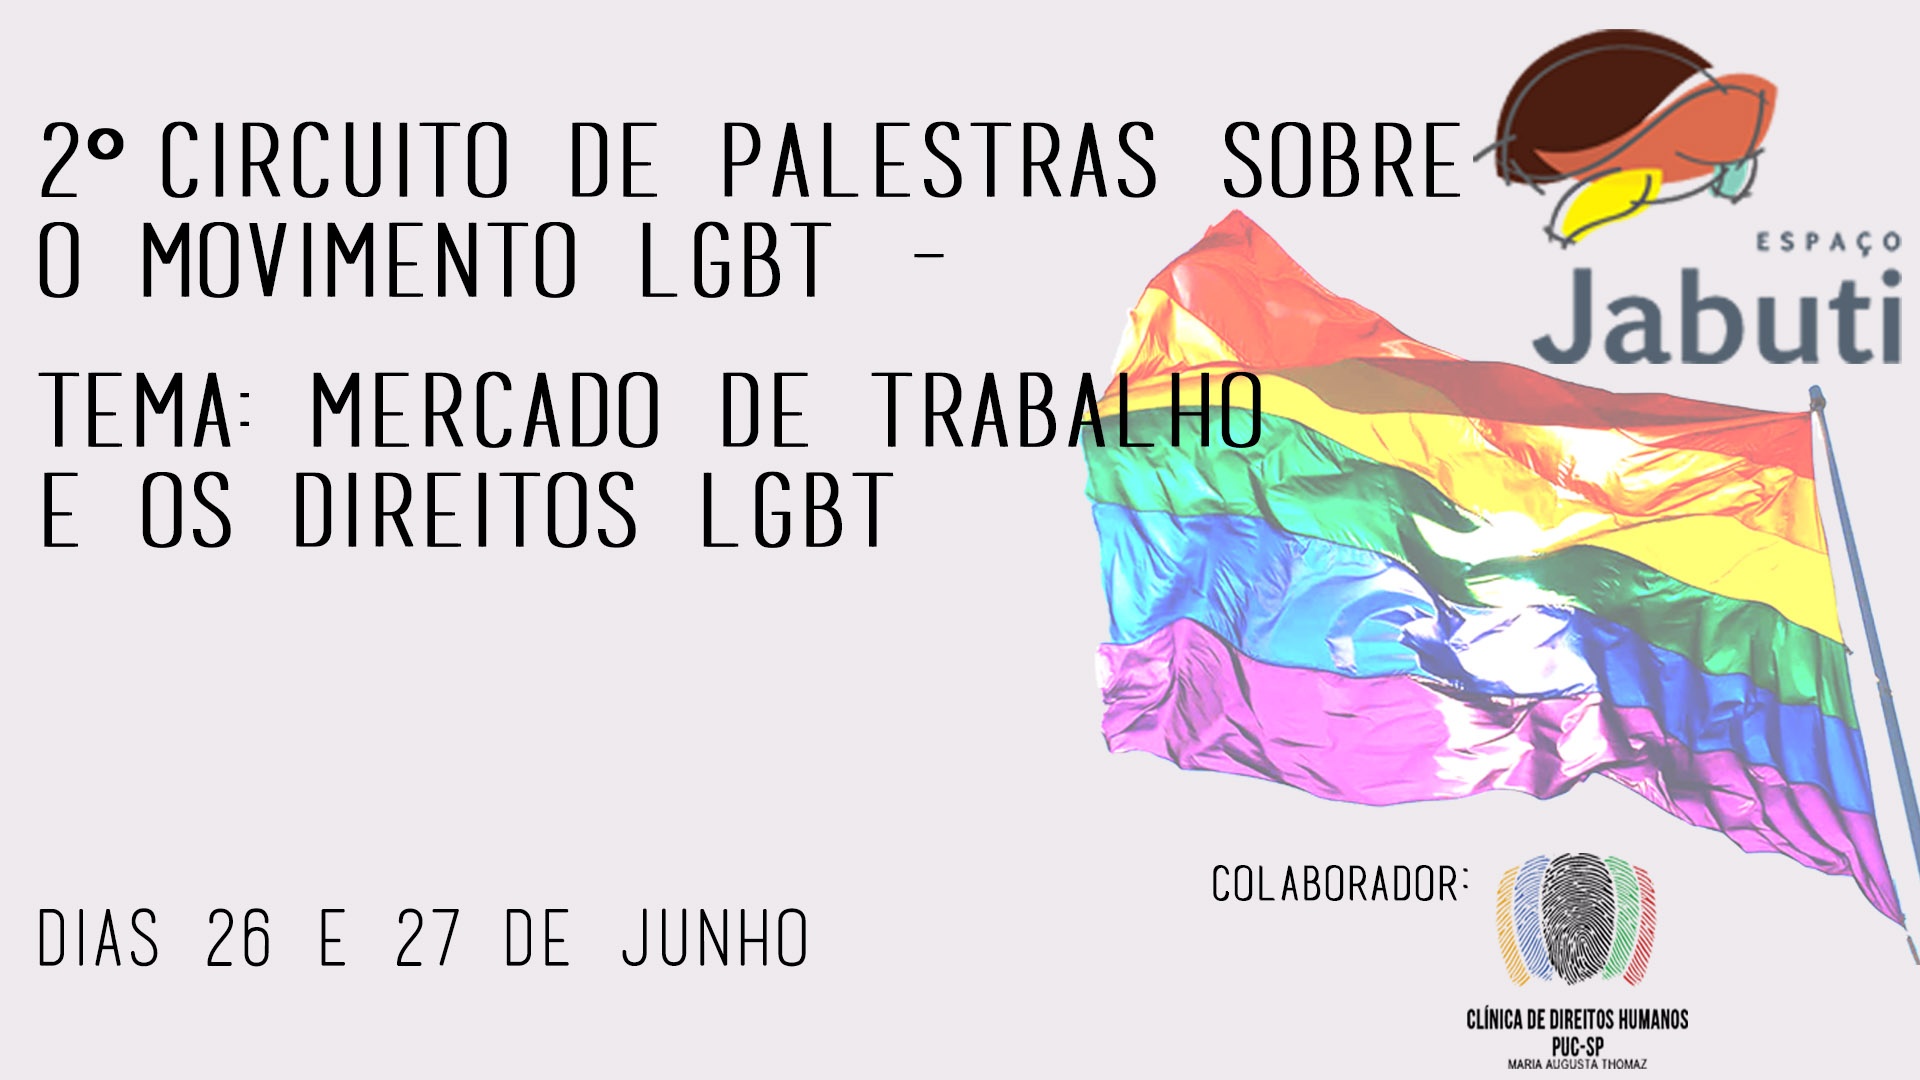 2º CIRCUITO DE PALESTRAS SOBRE
O MOVIMENTO LGBT -
TEMA: MERCADO DE TRABALHO
E OS DIREITOS LGBT
ESPAÇO
Jabuti
DIAS 26 E 27 DE JUNHO
COLABORADOR:
CLÍNICA DE DIREITOS HUMANOS
PUC-SP
MARIA AUGUSTA THOMAZ